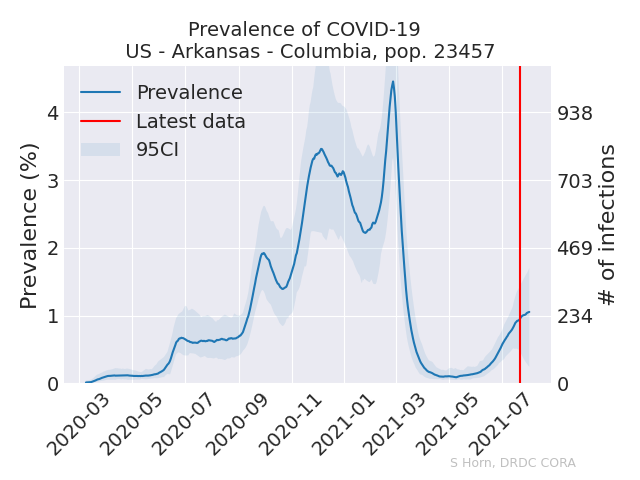 Prevalence of COVID-19
US - Arkansas - Columbia, pop. 23457
Prevalence
Latest data
95CI
Prevalence (%)
4
3
2
1
0
938
703
469
234
0
# of infections
2020-03
2020-05
2020-07
2020-09
2020-11
2021-01
2021-03
2021-05
2021-07
S Horn, DRDC CORA